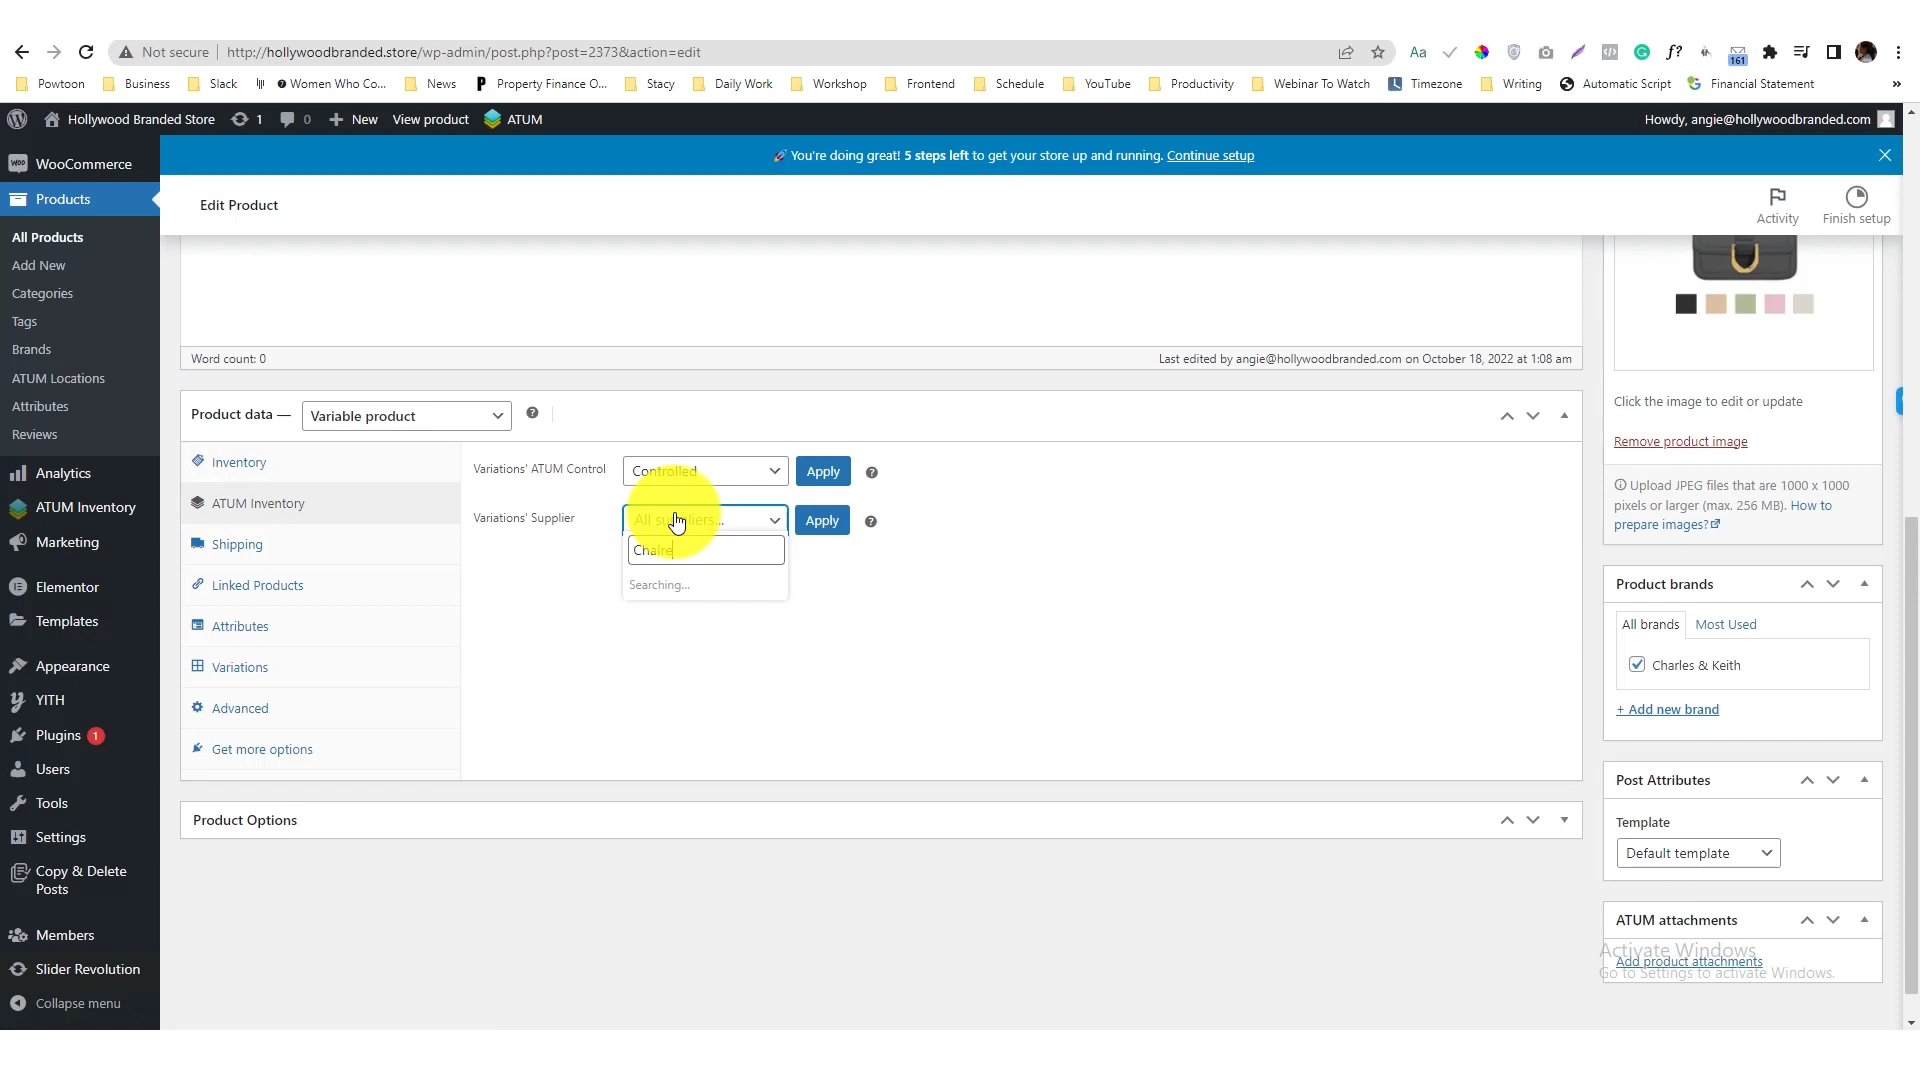 Not secure | http://hollywoodbranded.store/wp-admin/post.php?post=2373&action=edit
Aa
f?
161
Powtoon Business Slack Women Who Co... News Property Finance O... Stacy Daily Work Workshop Frontend Schedule YouTube Productivity Webinar To Watch Timezone Writing Automatic Script Financial Statement »
Hollywood Branded Store 1 0 New View product ATUM Howdy, angie@hollywoodbranded.com
You're doing great! 5 steps left to get your store up and running. Continue setup
WooCommerce
Products
All Products
Add New
Categories
Tags
Brands
ATUM Locations
Attributes
Reviews
Analytics
ATUM Inventory
Marketing
Elementor
Templates
Appearance
YITH
Plugins 1
Users
Tools
Settings
Copy & Delete
Posts
Members
Slider Revolution
Collapse menu
Edit Product
Activity
Finish setup
Word count: 0
Last edited by angie@hollywoodbranded.com on October 18, 2022 at 1:08 am
Product data — Variable product
Inventory
ATUM Inventory
Shipping
Linked Products
Attributes
Variations
Advanced
Get more options
Variations' ATUM Control Controlled Apply
Variations' Supplier All suppliers... Apply
Chalre
Searching...
Product Options
Click the image to edit or update
Remove product image
Upload JPEG files that are 1000 x 1000
pixels or larger (max. 256 MB). How to
prepare images?
Product brands
All brands Most Used
Charles & Keith
+ Add new brand
Post Attributes
Template
Default template
ATUM attachments
Add product attachments
Activate Windows
Go to Settings to activate Windows.